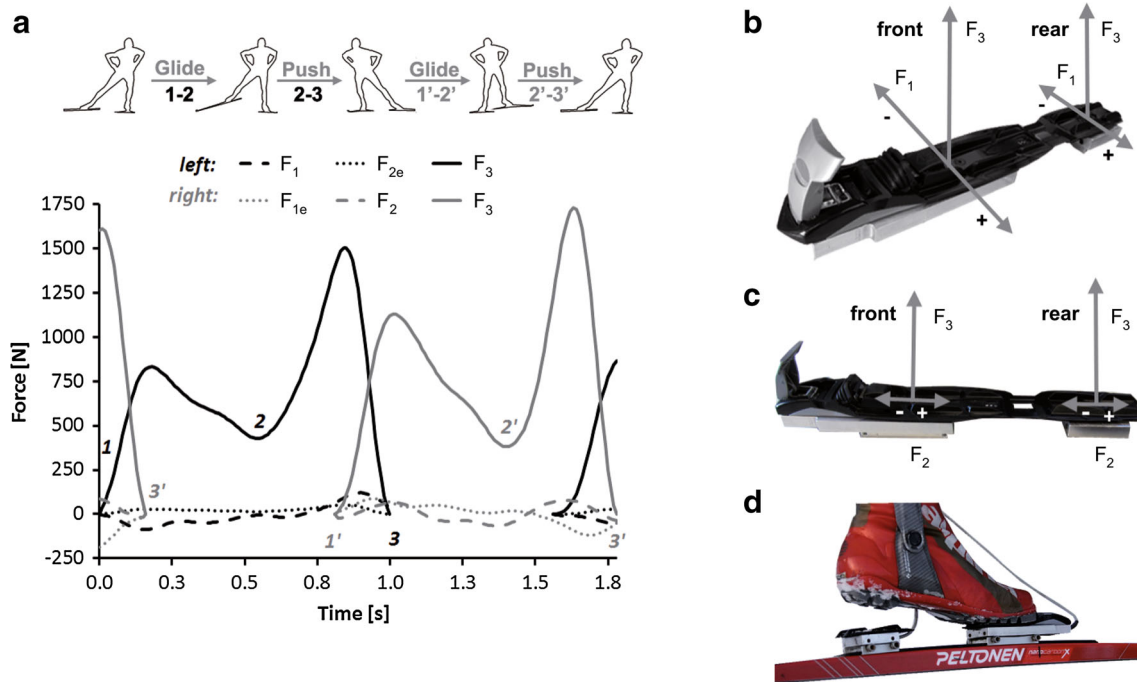 a
Glide Push Glide Push
1-2 2-3 1'-2' 2'-3'
left: F1 F2e F3
right: F1e F2 F3
Force [N]
1750
1500
1250
1000
750
500
250
0
-250
1 2 3 1' 2' 3' 3'
0.0 0.3 0.5 0.8 1.0 1.3 1.5 1.8
Time [s]
b
front F3 rear F3
F1 F1
- + - +
c
front F3 rear F3
- + - +
F2 F2
d
PELTONEN